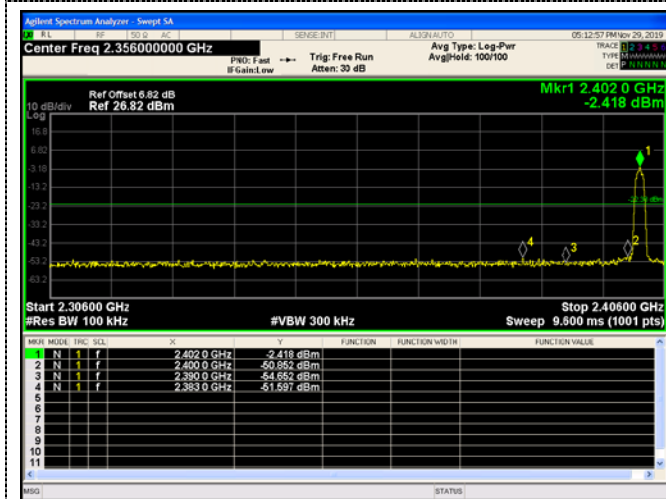 Agilent Spectrum Analyzer - Swept SA
RL RF 50 Ω AC SENSE:INT ALIGNAUTO 05:12:57 PM Nov 29, 2019
Center Freq 2.356000000 GHz
PNO: Fast
IFGain:Low
Trig: Free Run
Atten: 30 dB
Avg Type: Log-Pwr
Avg|Hold: 100/100
TRACE 1 2 3 4 5 6
TYPE M
DET P N N N N N
Mkr1 2.402 0 GHz
-2.418 dBm
Ref Offset 6.82 dB
10 dB/div Ref 26.82 dBm
Log
16.8
6.82
-3.18
-13.2
-23.2
-33.2
-43.2
-53.2
-63.2
1
4
3
2
Start 2.30600 GHz Stop 2.40600 GHz
#Res BW 100 kHz #VBW 300 kHz Sweep 9.600 ms (1001 pts)
MKR MODE TRC SCL X Y FUNCTION FUNCTION WIDTH FUNCTION VALUE
1 N 1 f 2.402 0 GHz -2.418 dBm
2 N 1 f 2.400 0 GHz -50.852 dBm
3 N 1 f 2.390 0 GHz -54.652 dBm
4 N 1 f 2.383 0 GHz -51.597 dBm
5
6
7
8
9
10
11
MSG STATUS